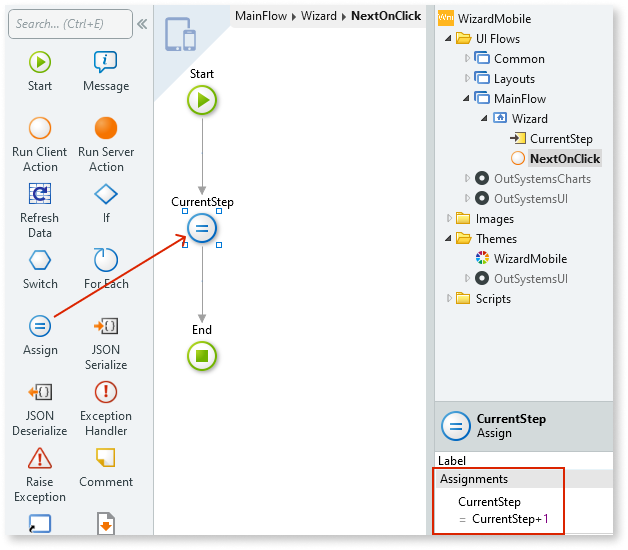 Search... (Ctrl+E)
Start
Message
Run Client
Action
Run Server
Action
Refresh
Data
If
Switch
For Each
Assign
JSON
Serialize
JSON
Deserialize
Exception
Handler
Raise
Exception
Comment
MainFlow ▸ Wizard ▸ NextOnClick
Start
CurrentStep
End
WizardMobile
UI Flows
Common
Layouts
MainFlow
Wizard
CurrentStep
NextOnClick
OutSystemsCharts
OutSystemsUI
Images
Themes
WizardMobile
OutSystemsUI
Scripts
CurrentStep
Assign
Label
Assignments
CurrentStep
= CurrentStep+1